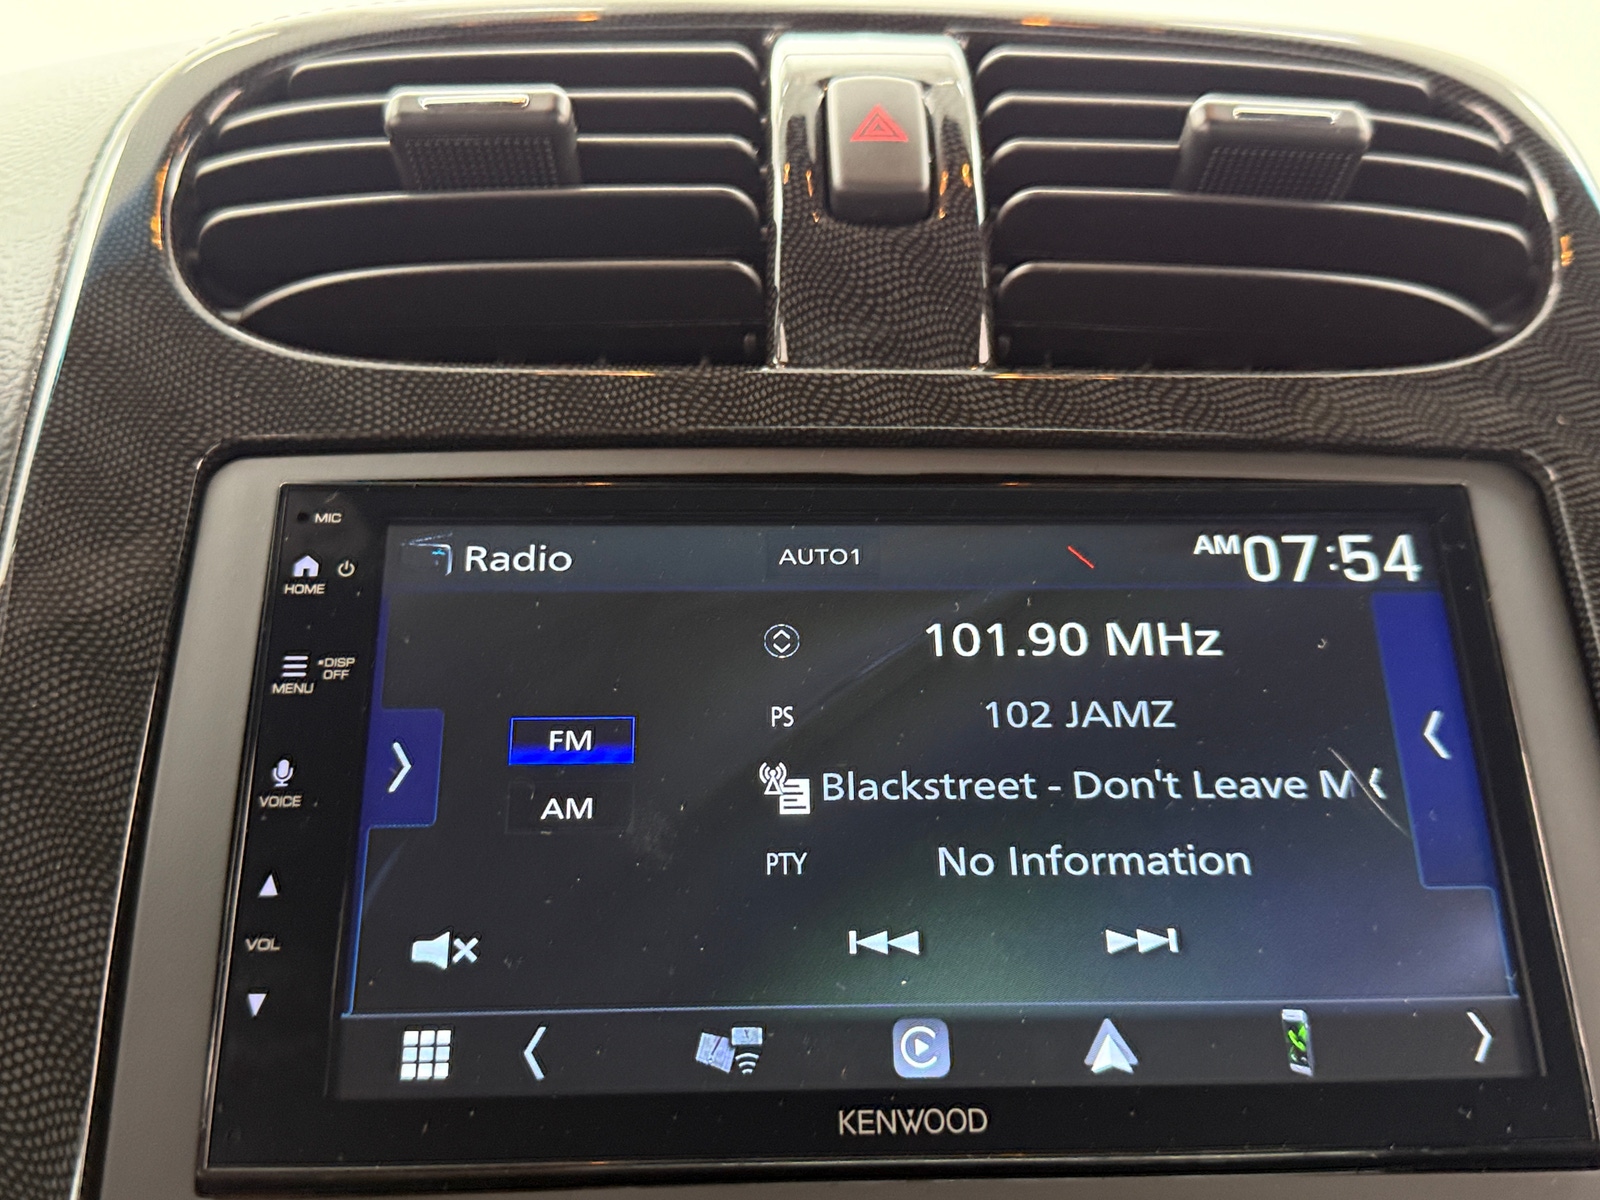 MIC
HOME
DISP
OFF
MENU
VOICE
VOL
Radio
AUTO1
AM 07:54
101.90 MHz
PS 102 JAMZ
FM
Blackstreet - Don't Leave M
AM
PTY No Information
KENWOOD